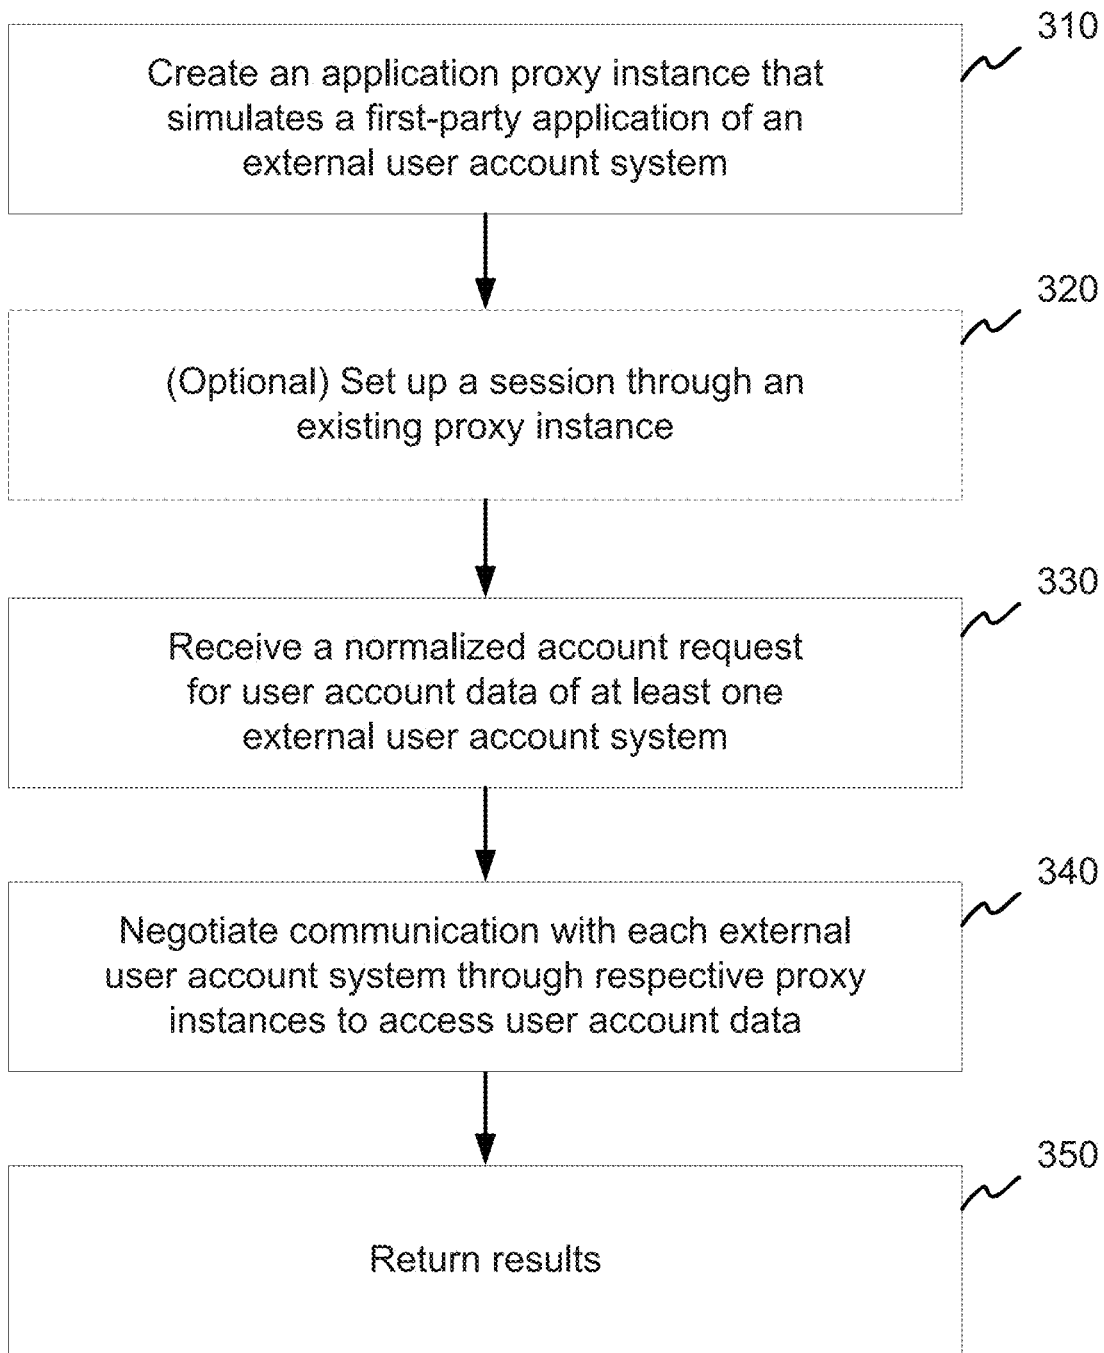 310
Create an application proxy instance that
simulates a first-party application of an
external user account system
320
(Optional) Set up a session through an
existing proxy instance
330
Receive a normalized account request
for user account data of at least one
external user account system
340
Negotiate communication with each external
user account system through respective proxy
instances to access user account data
350
Return results